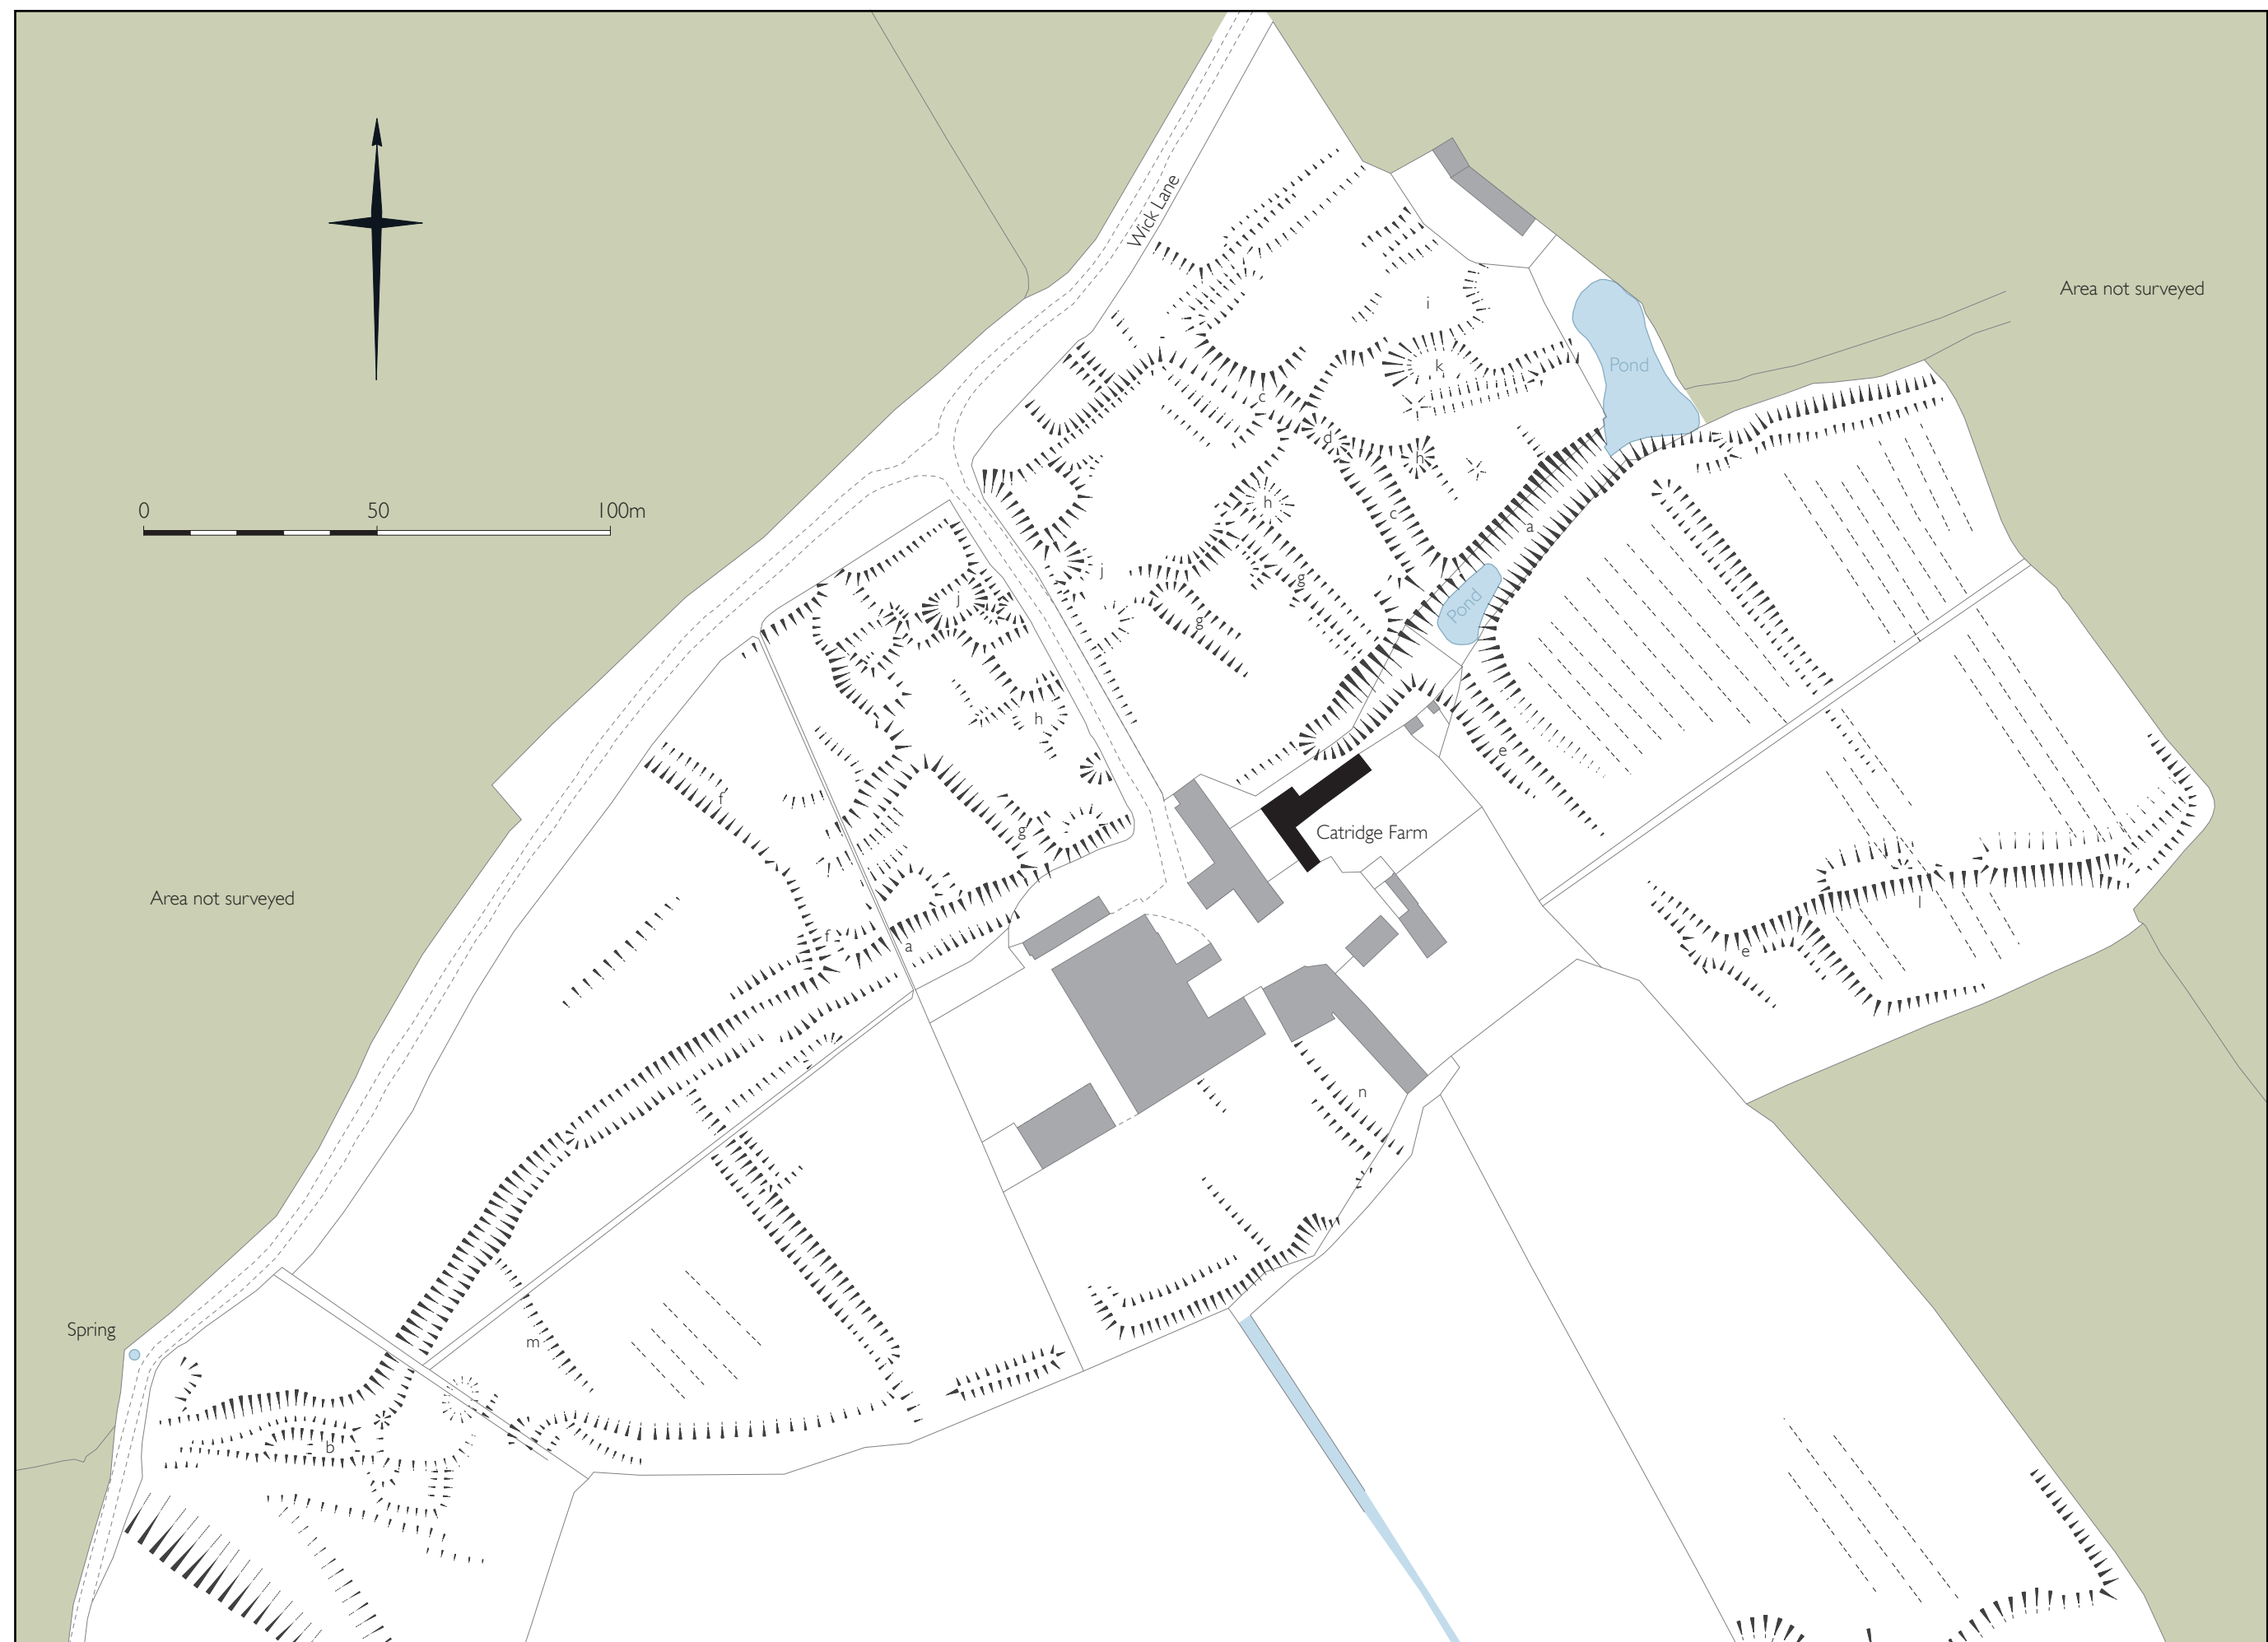 Wick Lane
Area not surveyed
i
Pond
k
c
d
h
0 50 100m
h
c
a
j
g
j
Pond
g
h
e
f
g
Catridge Farm
Area not surveyed
l
f
a
e
n
Spring
m
b